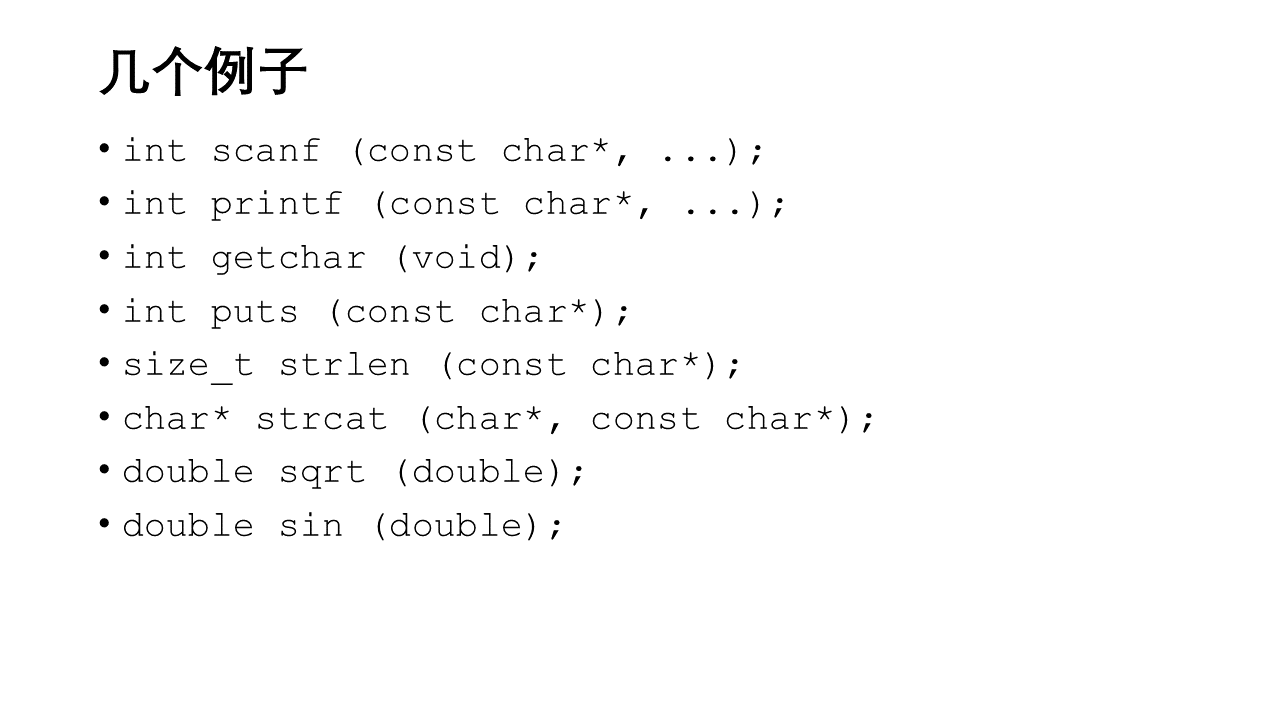 几个例子
• int scanf (const char*, ...);
• int printf (const char*, ...);
• int getchar (void);
• int puts (const char*);
• size_t strlen (const char*);
• char* strcat (char*, const char*);
• double sqrt (double);
• double sin (double);